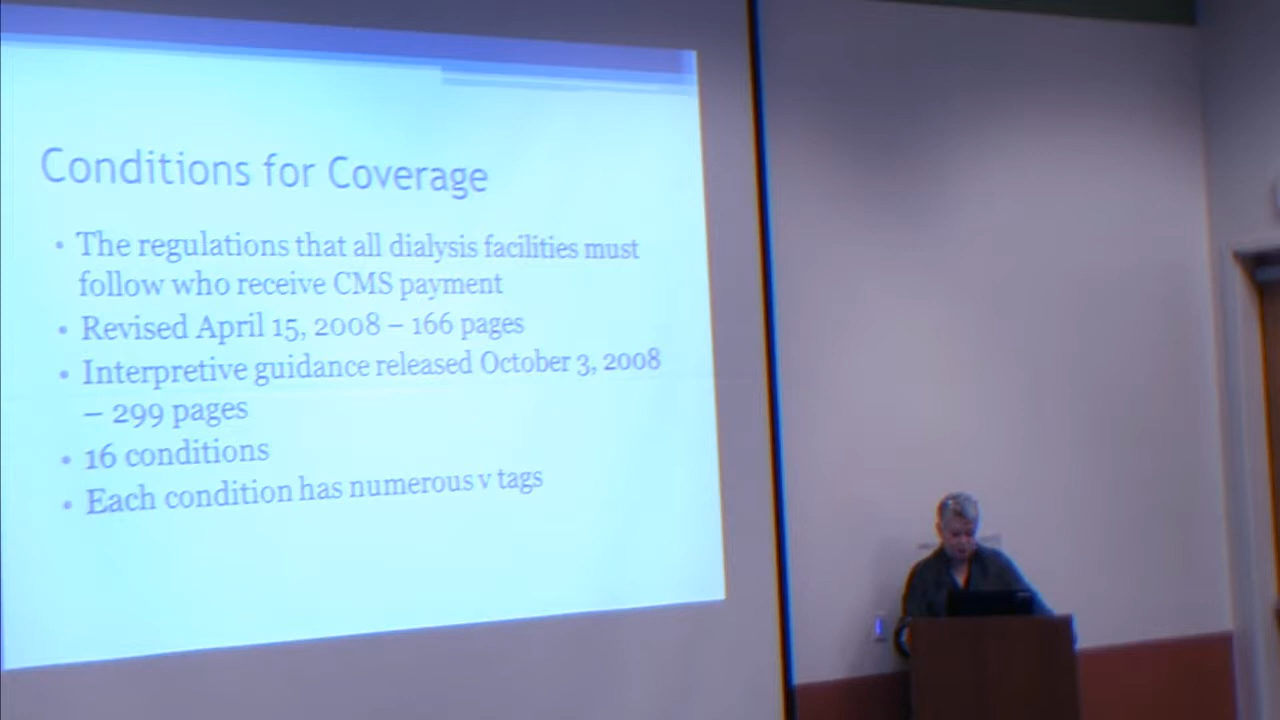 Conditions for Coverage
• The regulations that all dialysis facilities must
follow who receive CMS payment
• Revised April 15, 2008 – 166 pages
• Interpretive guidance released October 3, 2008
– 299 pages
• 16 conditions
• Each condition has numerous v tags